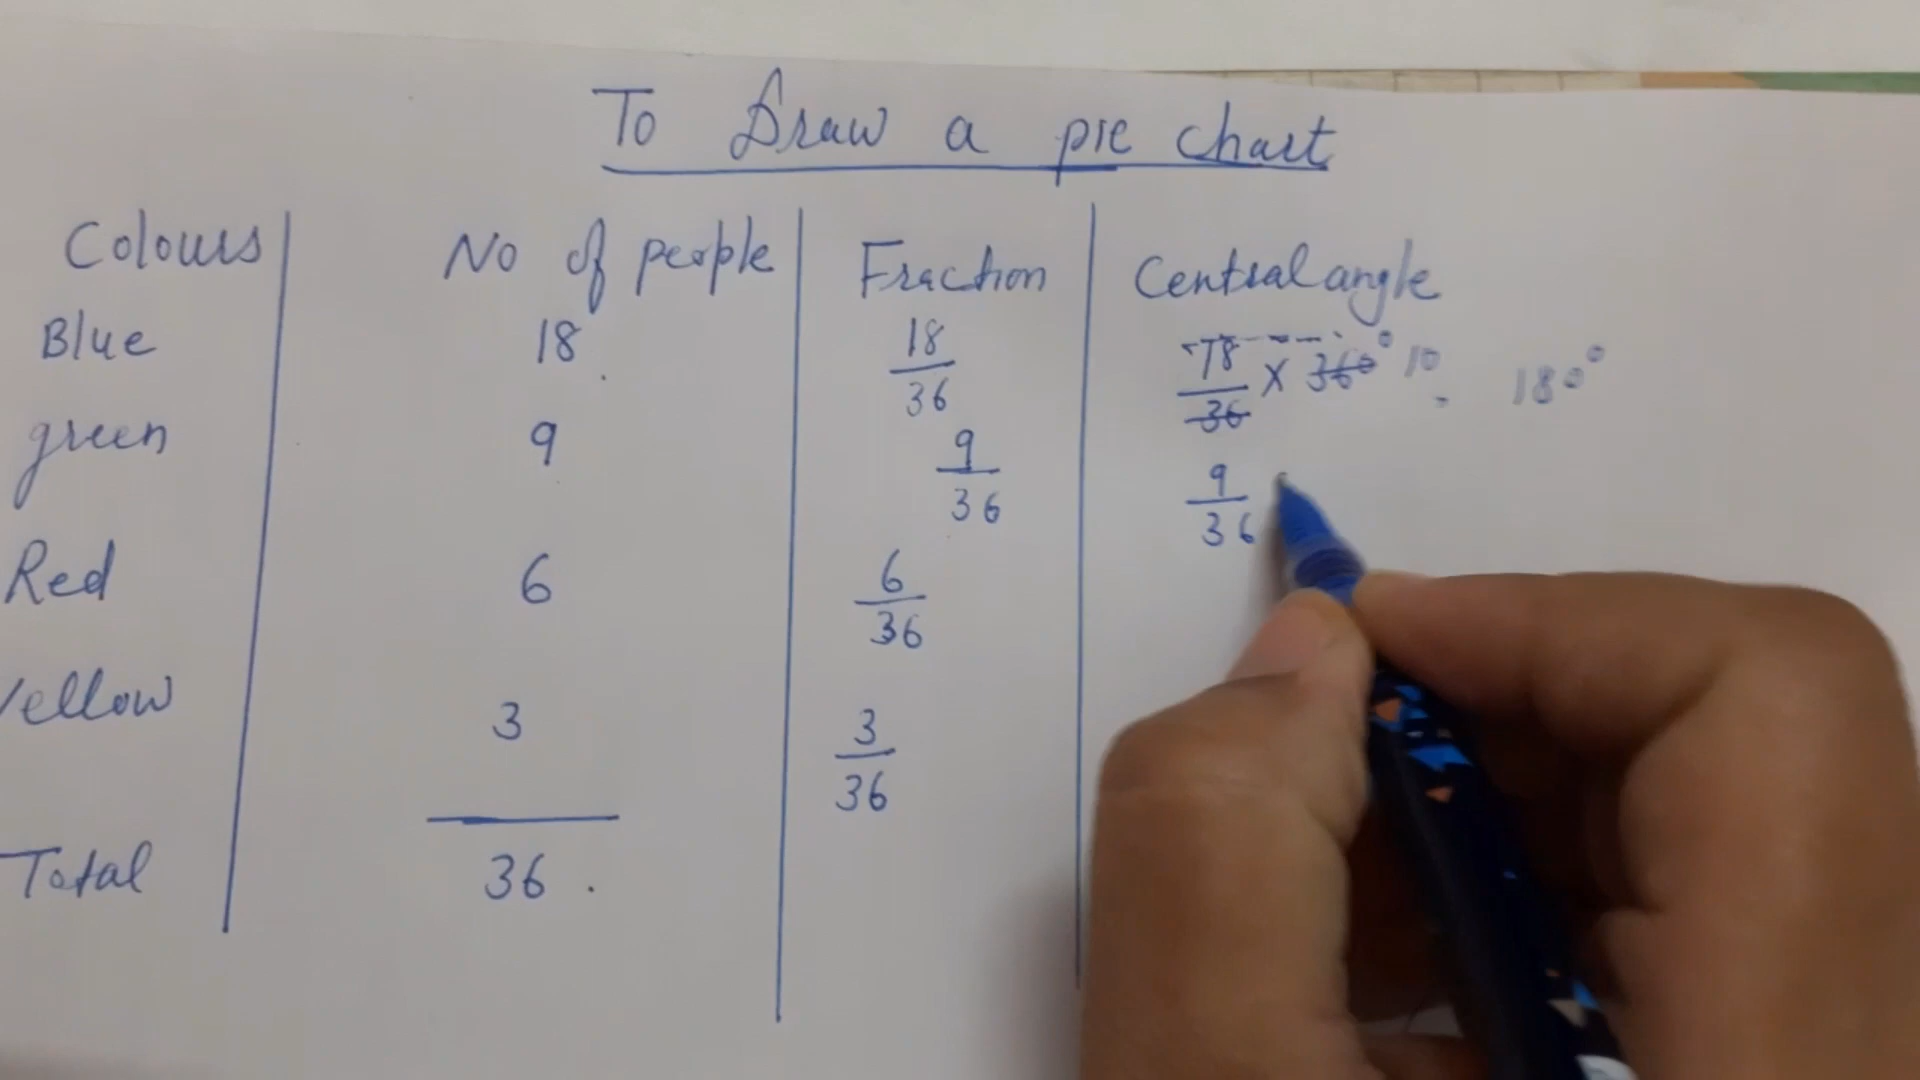 To Draw a pie chart
Colours No of people Fraction Central angle
Blue 18 18/36 18/36 X 360° 10 = 180°
green 9 9/36 9/36
Red 6 6/36
Yellow 3 3/36
Total 36